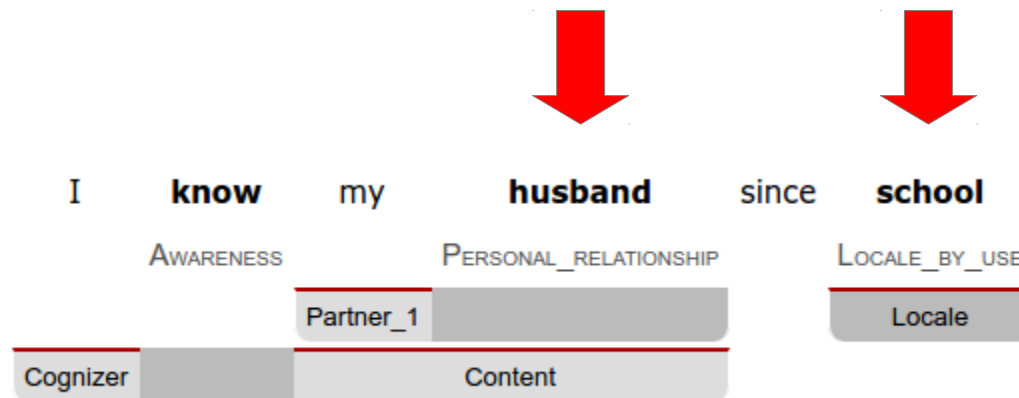 I know my husband since school
Awareness Personal_relationship Locale_by_use
Partner_1 Locale
Cognizer Content